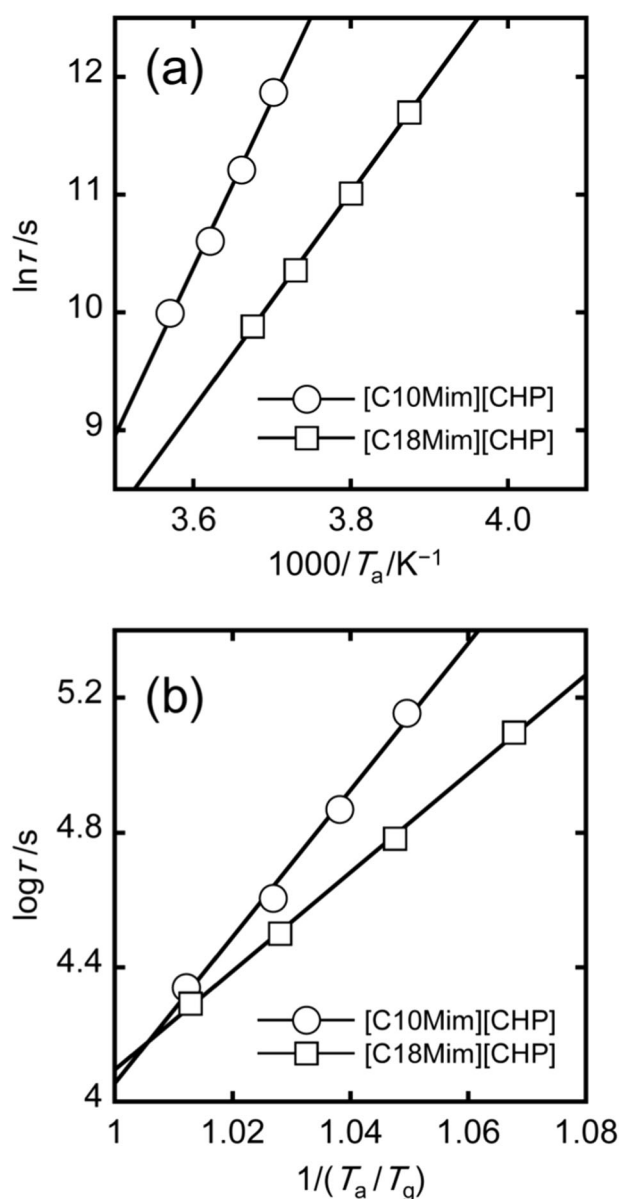 (a)
12
11
10
9
lnτ/s
[C10Mim][CHP]
[C18Mim][CHP]
3.6 3.8 4.0
1000/Ta/K−1
(b)
5.2
4.8
4.4
4
logτ/s
[C10Mim][CHP]
[C18Mim][CHP]
1 1.02 1.04 1.06 1.08
1/(Ta/Tg)